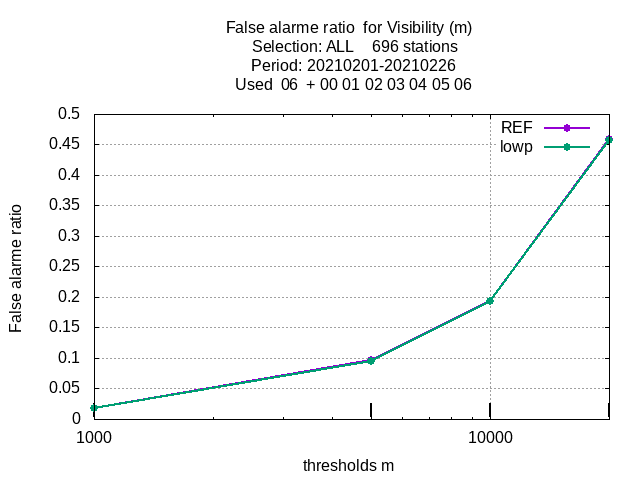 False alarme ratio  for Visibility (m)
Selection: ALL    696 stations
Period: 20210201-20210226
Used  06  + 00 01 02 03 04 05 06
0.5
REF
0.45
lowp
0.4
0.35
0.3
0.25
0.2
0.15
0.1
0.05
0
False alarme ratio
1000
10000
thresholds m